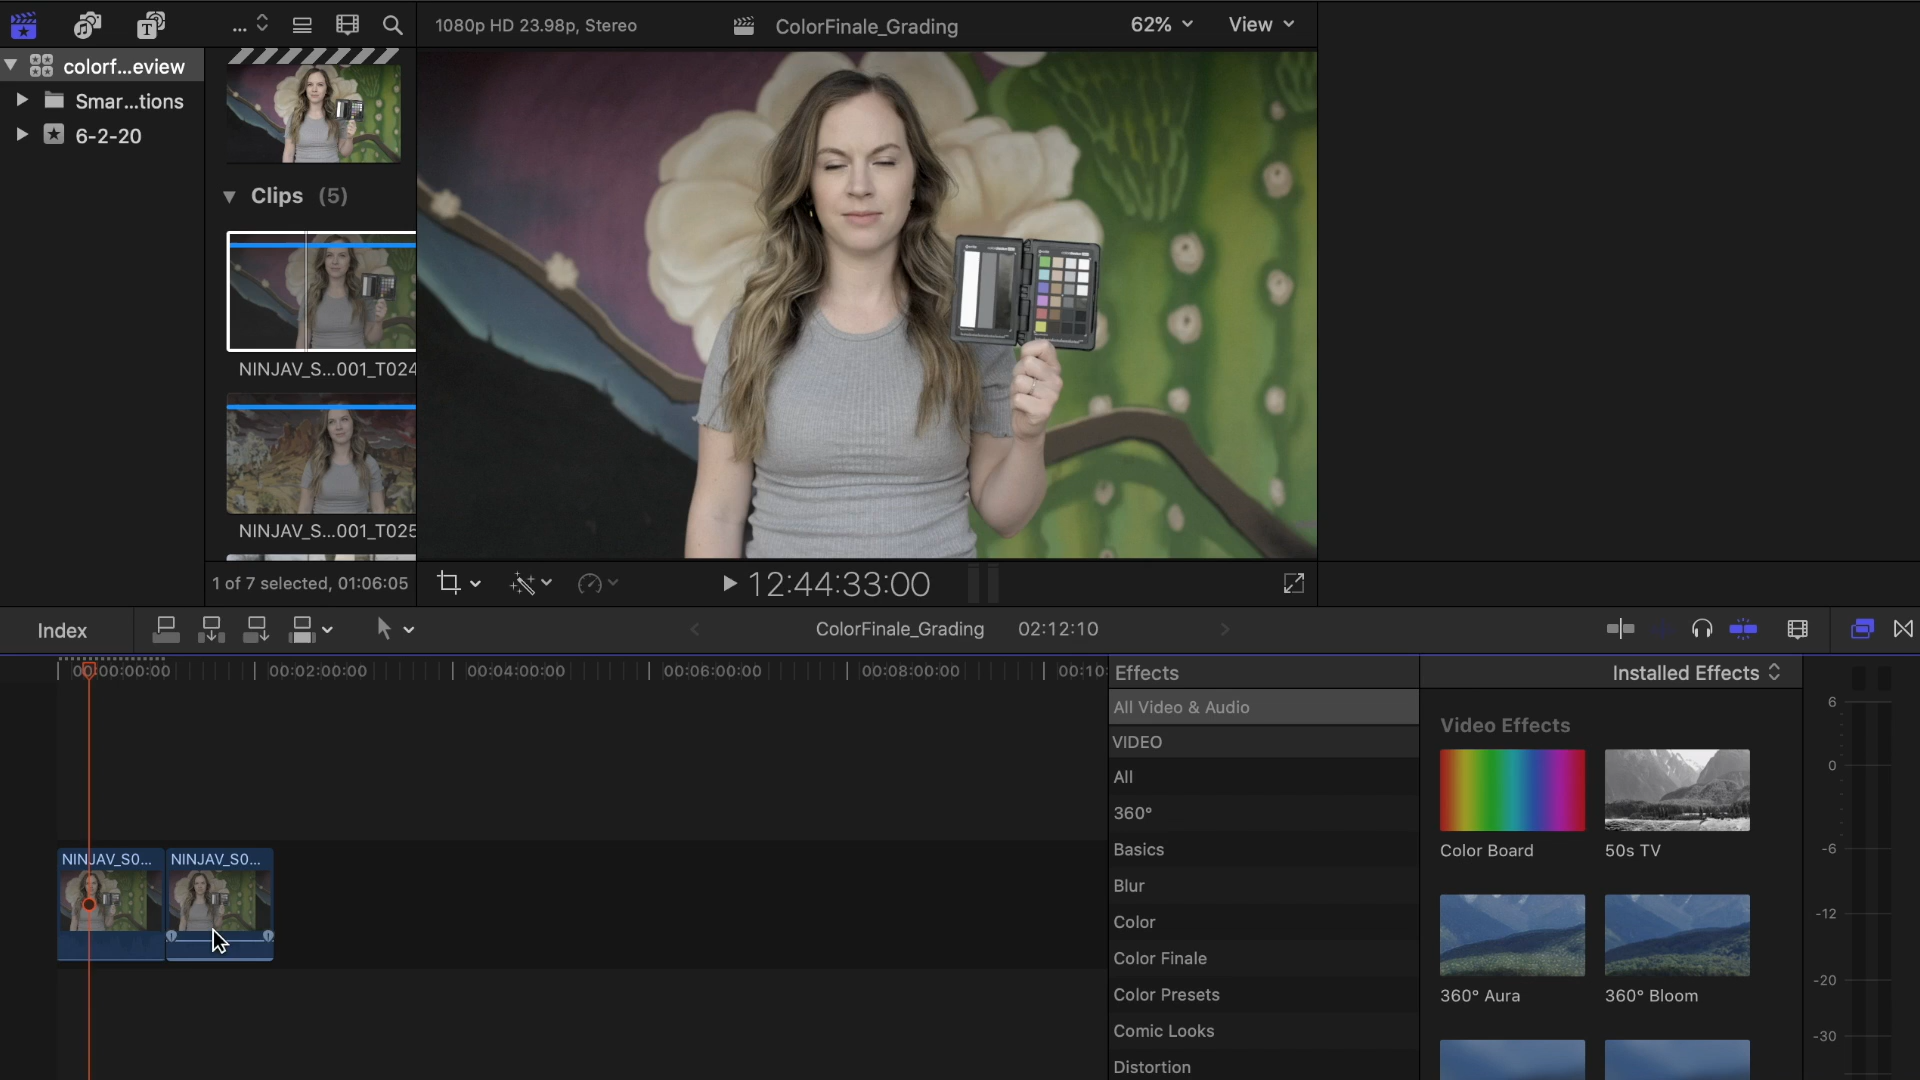 ...
1080p HD 23.98p, Stereo
ColorFinale_Grading
62%
View
colorf...eview
Smar...tions
6-2-20
Clips (5)
NINJAV_S...001_T024
NINJAV_S...001_T025
1 of 7 selected, 01:06:05
12:44:33:00
Index
ColorFinale_Grading
02:12:10
00:00:00:00
00:02:00:00
00:04:00:00
00:06:00:00
00:08:00:00
00:10:
Effects
Installed Effects
All Video & Audio
VIDEO
All
360°
Basics
Blur
Color
Color Finale
Color Presets
Comic Looks
Distortion
Video Effects
Color Board
50s TV
360° Aura
360° Bloom
6
0
-6
-12
-20
-30
NINJAV_S0...
NINJAV_S0...